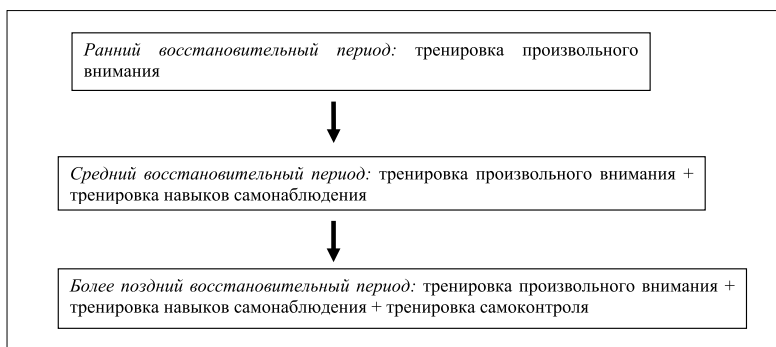 Ранний восстановительный период: тренировка произвольного
внимания
Средний восстановительный период: тренировка произвольного внимания +
тренировка навыков самонаблюдения
Более поздний восстановительный период: тренировка произвольного внимания +
тренировка навыков самонаблюдения + тренировка самоконтроля